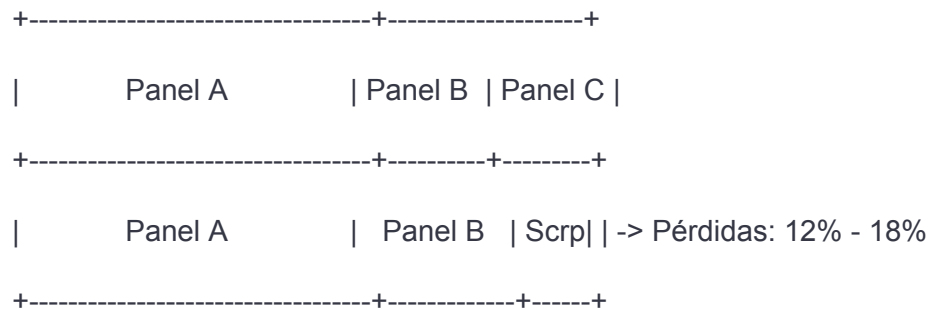 +-----------------------------------+--------------------+
| Panel A | Panel B | Panel C |
+-----------------------------------+----------+---------+
| Panel A | Panel B | Scrp| | -> Pérdidas: 12% - 18%
+-----------------------------------+-------------+------+